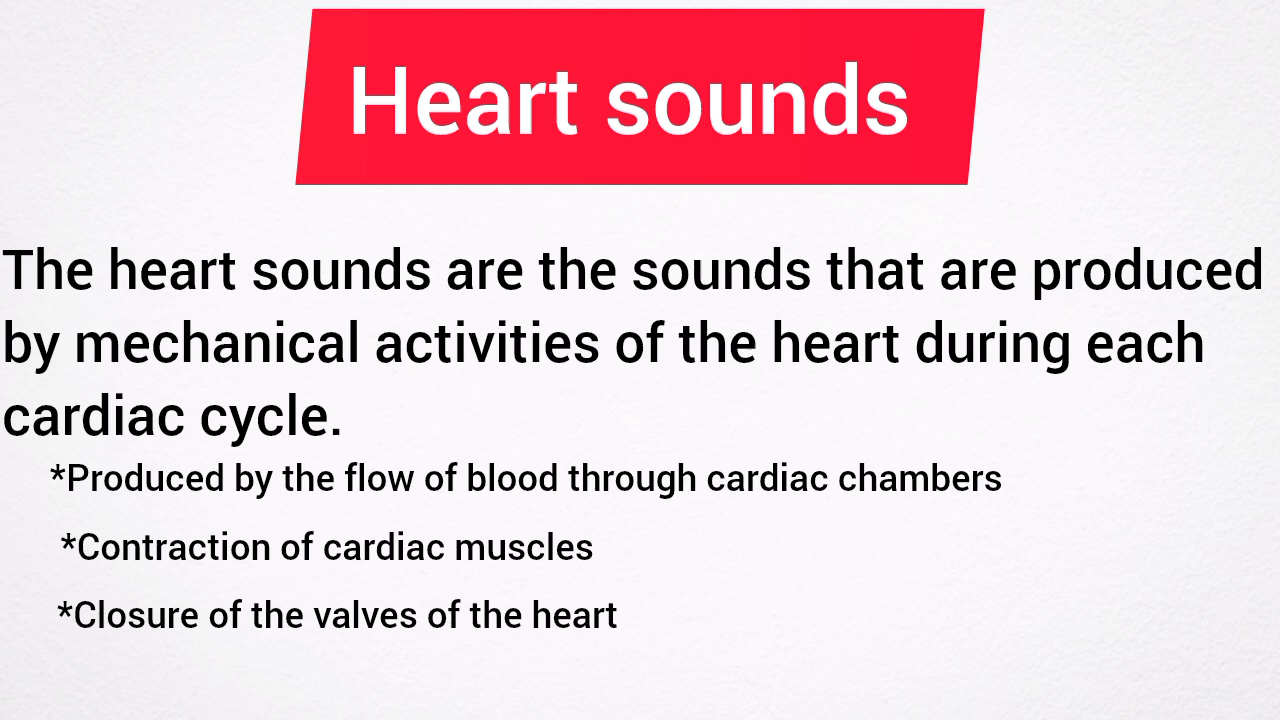 Heart sounds
The heart sounds are the sounds that are produced
by mechanical activities of the heart during each
cardiac cycle.
*Produced by the flow of blood through cardiac chambers
*Contraction of cardiac muscles
*Closure of the valves of the heart